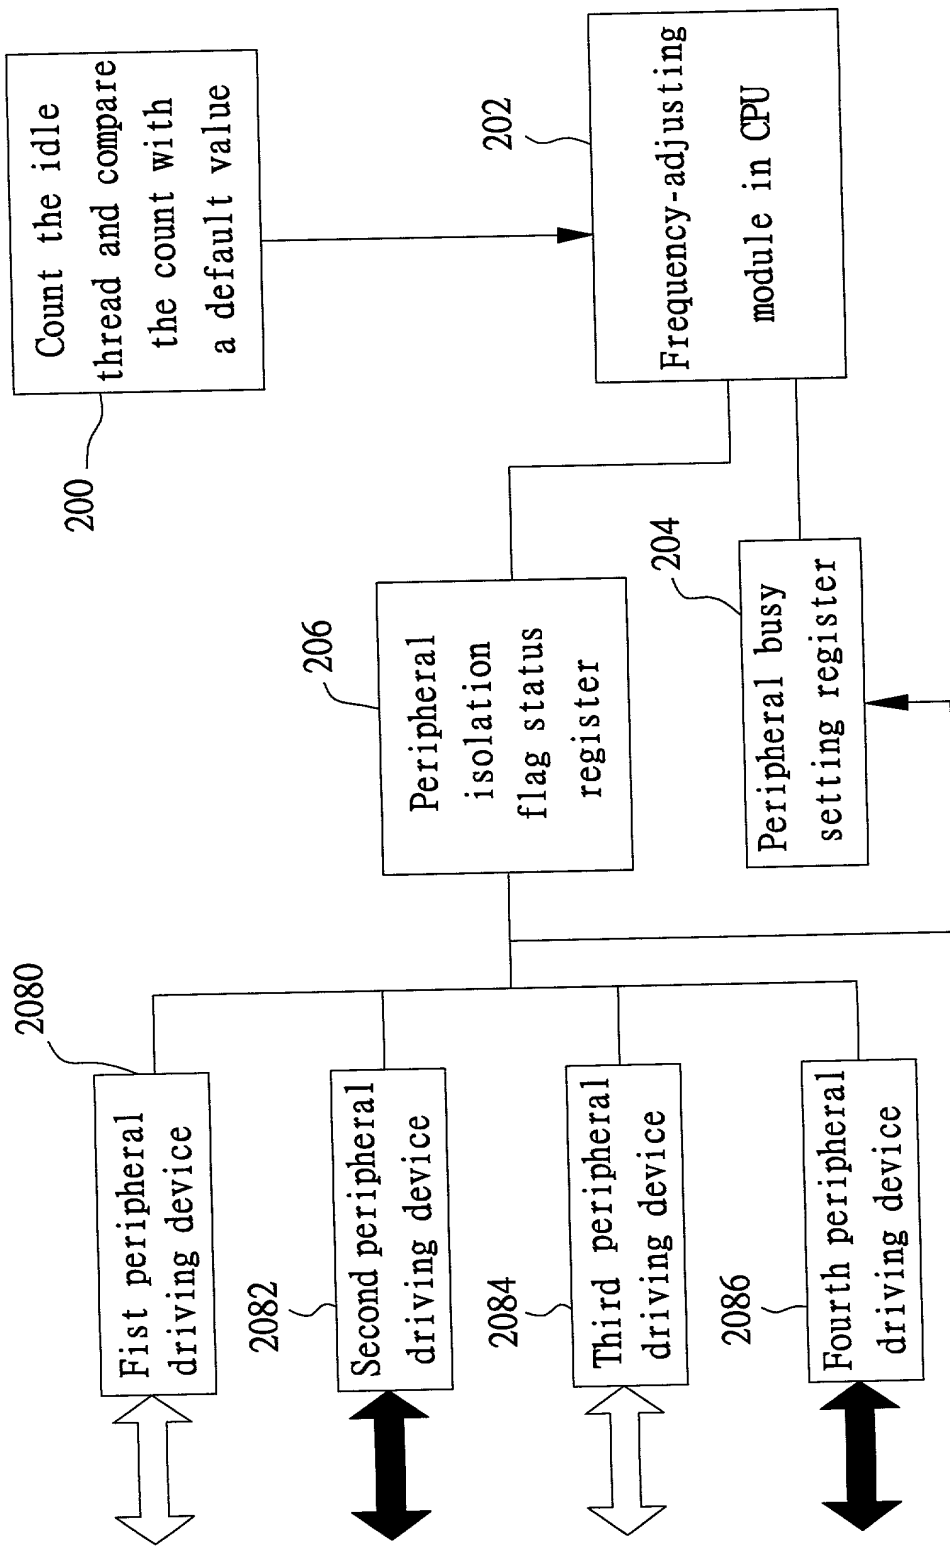 Count the idle
thread and compare
the count with
a default value
200
202
Frequency-adjusting
module in CPU
206
Peripheral
isolation
flag status
register
204
Peripheral busy
setting register
2080
Fist peripheral
driving device
2082
Second peripheral
driving device
2084
Third peripheral
driving device
2086
Fourth peripheral
driving device